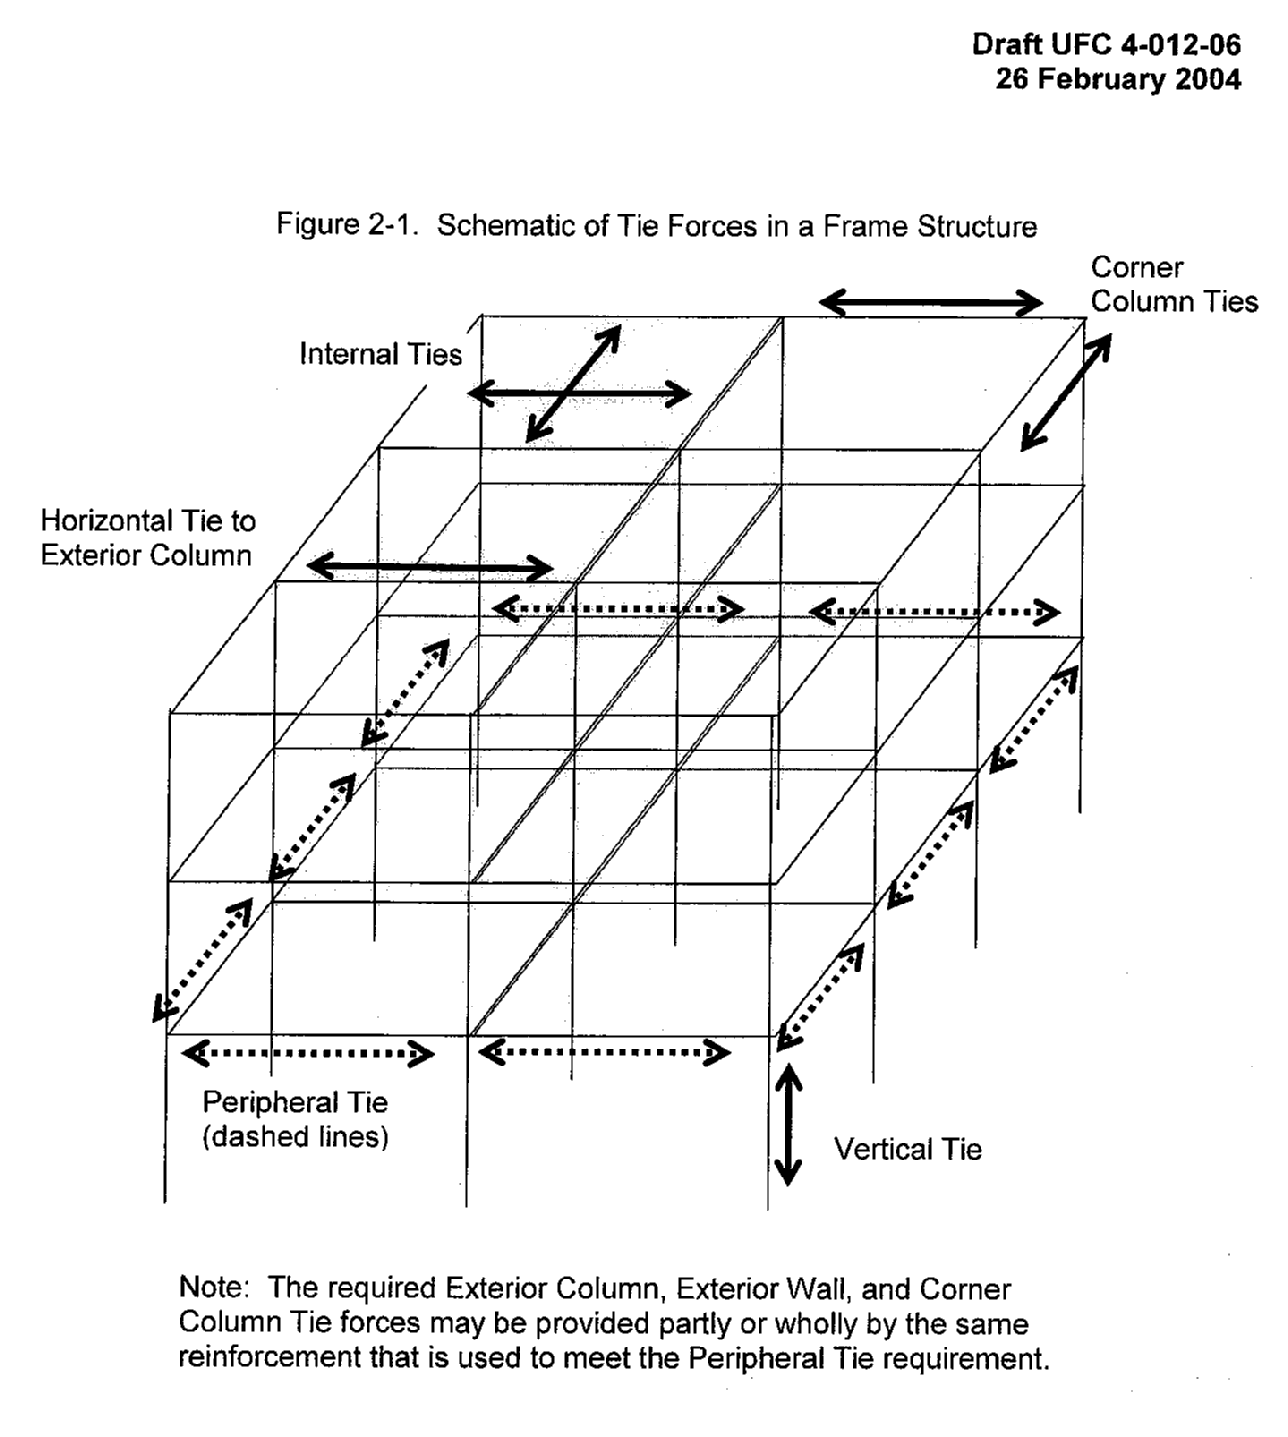 Draft UFC 4-012-06
26 February 2004
Figure 2-1.  Schematic of Tie Forces in a Frame Structure
Corner
Column Ties
Internal Ties
Horizontal Tie to
Exterior Column
Peripheral Tie
(dashed lines)
Vertical Tie
Note:  The required Exterior Column, Exterior Wall, and Corner
Column Tie forces may be provided partly or wholly by the same
reinforcement that is used to meet the Peripheral Tie requirement.